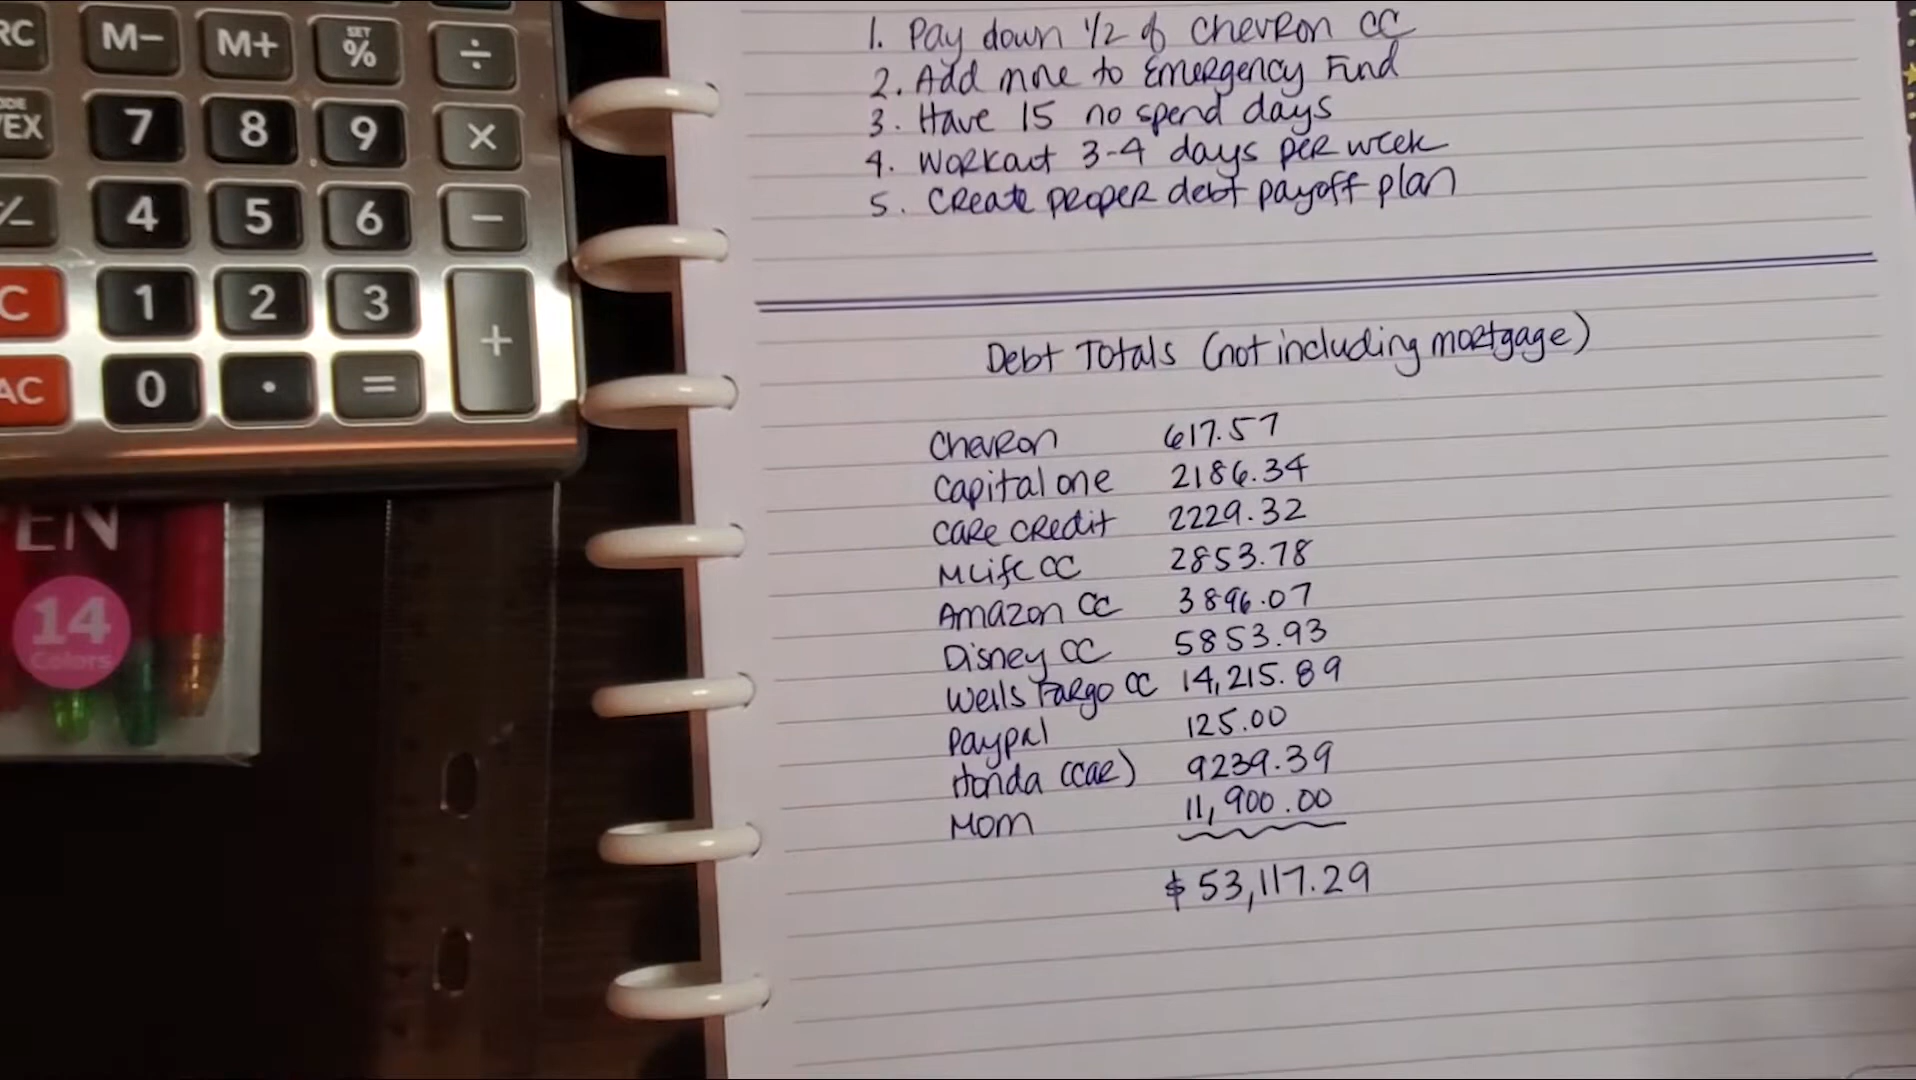 RC M− M+ SET % ÷
7 8 9 ×
4 5 6 −
C 1 2 3 +
AC 0 . =
EN
14
Colors
1. Pay down 1/2 of Chevron CC
2. Add more to Emergency Fund
3. Have 15 no spend days
4. Workout 3-4 days per week
5. Create proper debt payoff plan
Debt Totals (not including mortgage)
Chevron 617.57
Capital one 2186.34
Care credit 2229.32
MLife CC 2853.78
Amazon CC 3896.07
Disney CC 5853.93
Wells Fargo CC 14,215.89
Paypal 125.00
Honda (car) 9239.39
Mom 11,900.00
$ 53,117.29